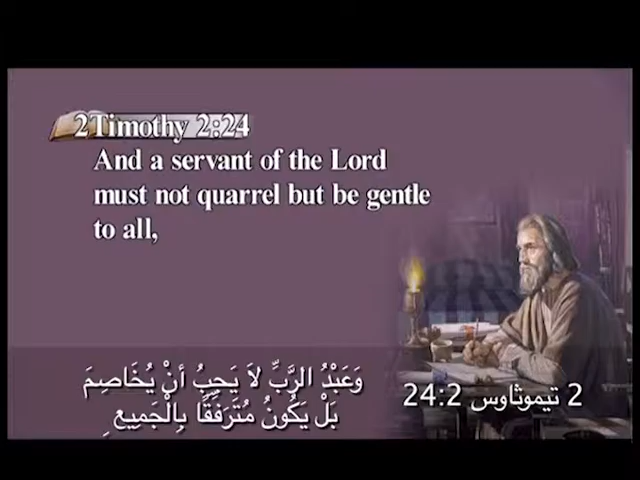 2Timothy 2:24
And a servant of the Lord
must not quarrel but be gentle
to all,
وَعَبْدُ الرَّبِّ لاَ يَجِبُ أَنْ يُخَاصِمَ
بَلْ يَكُونُ مُتَرَفِّقًا بِالْجَمِيعِ
2 تيموثاوس 24:2